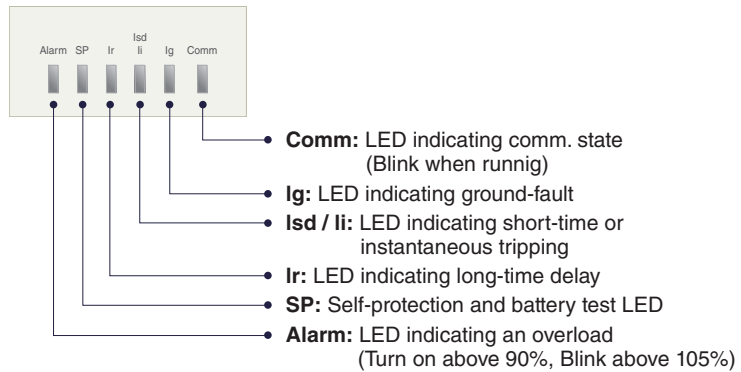 Alarm SP Ir Isd Ii Ig Comm
Comm: LED indicating comm. state
(Blink when runnig)
Ig: LED indicating ground-fault
Isd / Ii: LED indicating short-time or
instantaneous tripping
Ir: LED indicating long-time delay
SP: Self-protection and battery test LED
Alarm: LED indicating an overload
(Turn on above 90%, Blink above 105%)